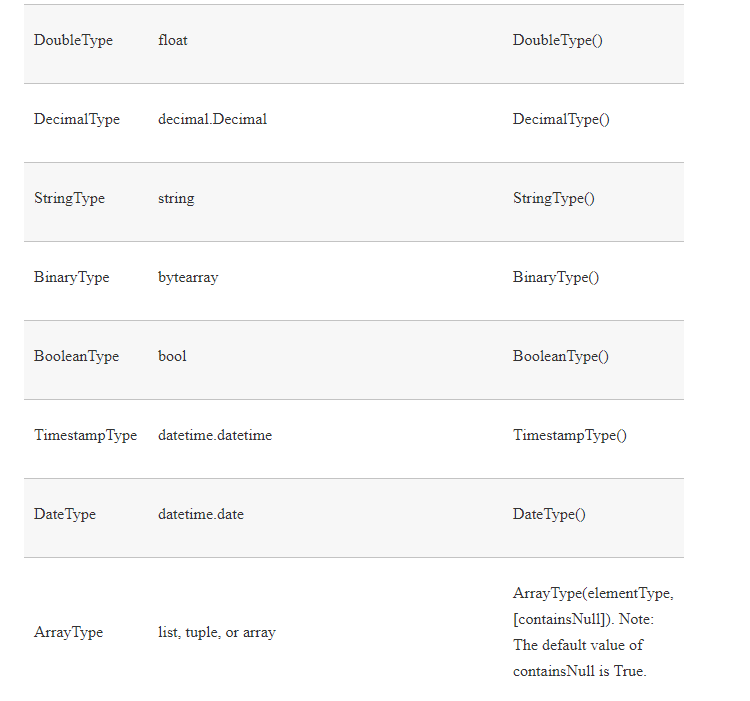 DoubleType float DoubleType()
DecimalType decimal.Decimal DecimalType()
StringType string StringType()
BinaryType bytearray BinaryType()
BooleanType bool BooleanType()
TimestampType datetime.datetime TimestampType()
DateType datetime.date DateType()
ArrayType list, tuple, or array ArrayType(elementType,
[containsNull]). Note:
The default value of
containsNull is True.